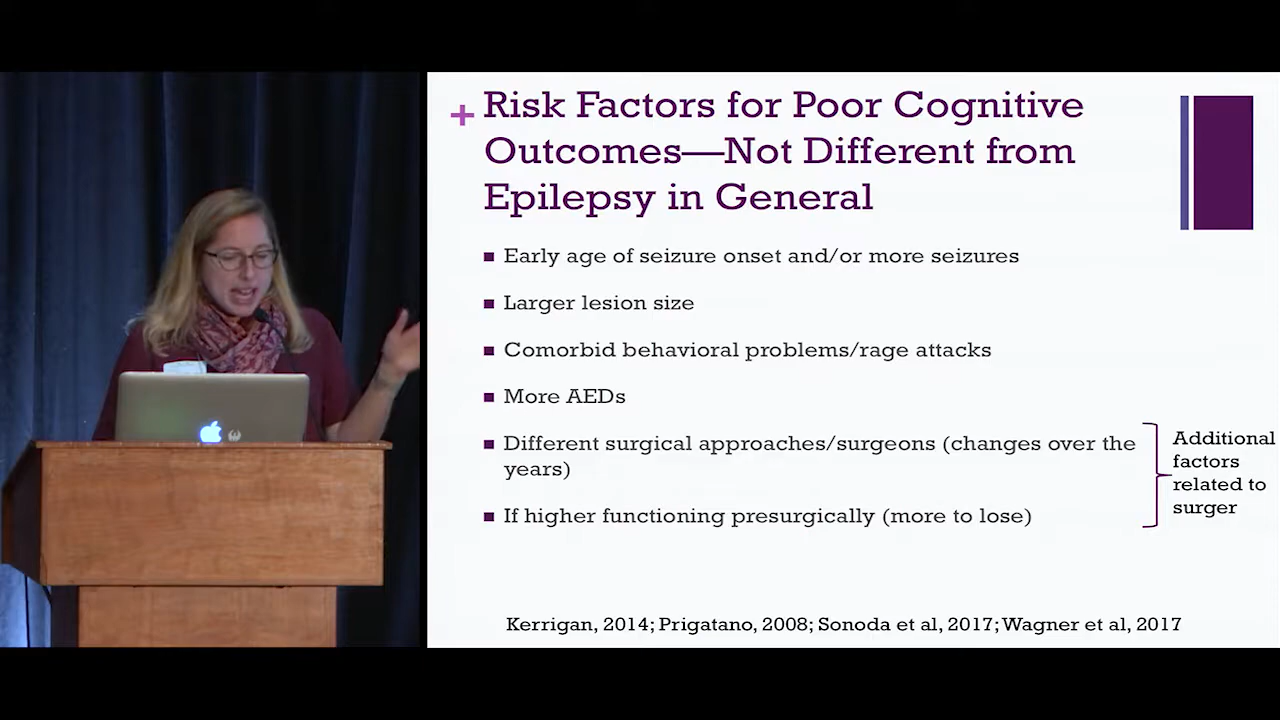 + Risk Factors for Poor Cognitive
Outcomes—Not Different from
Epilepsy in General
Early age of seizure onset and/or more seizures
Larger lesion size
Comorbid behavioral problems/rage attacks
More AEDs
Different surgical approaches/surgeons (changes over the
years)
If higher functioning presurgically (more to lose)
Additional
factors
related to
surger
Kerrigan, 2014; Prigatano, 2008; Sonoda et al, 2017; Wagner et al, 2017